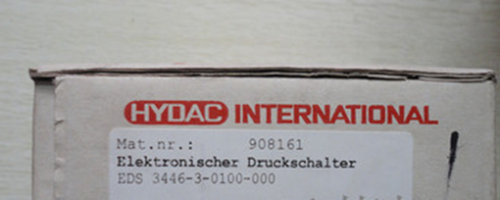 HYDAC INTERNATIONAL
Mat.nr.: 908161
Elektronischer Druckschalter
EDS 3446-3-0100-000